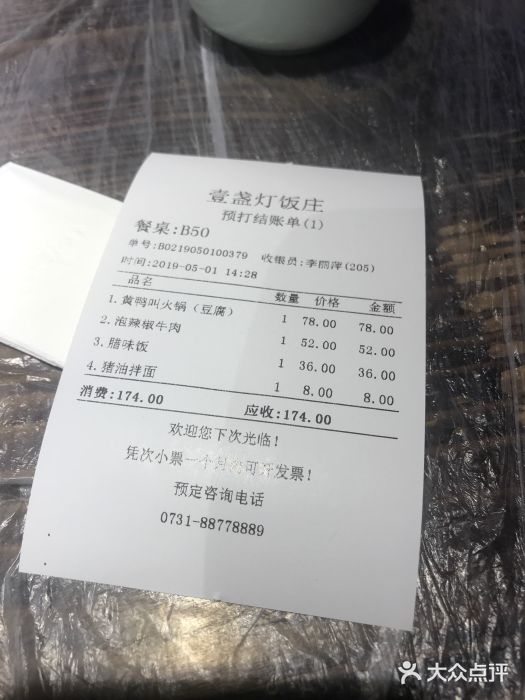 壹盏灯饭庄
预打结账单(1)
餐桌:B50
单号:B0219050100379 收银员:李丽萍(205)
时间:2019-05-01 14:28
品名 数量 价格 金额
1.黄鸭叫火锅(豆腐) 1 78.00 78.00
2.泡辣椒牛肉 1 52.00 52.00
3.腊味饭 1 36.00 36.00
4.猪油拌面 1 8.00 8.00
消费:174.00 应收:174.00
欢迎您下次光临!
凭次小票一个月内可开发票!
预定咨询电话
0731-88778889
大众点评